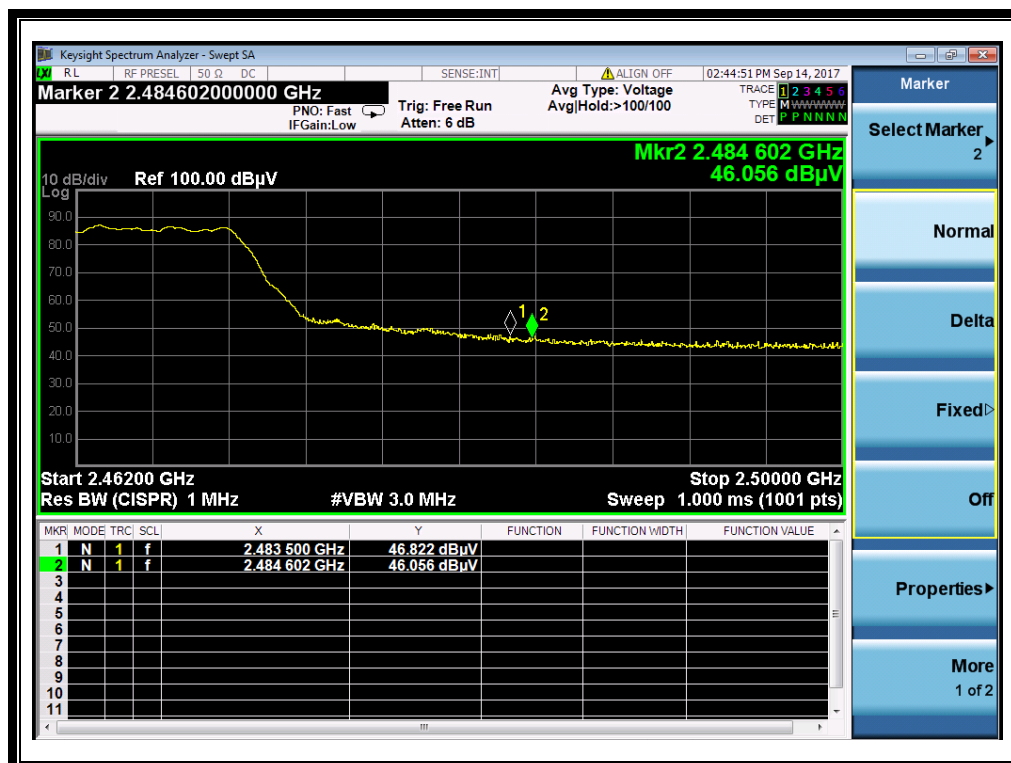 Keysight Spectrum Analyzer - Swept SA
LXI RL RF PRESEL 50 Ω DC SENSE:INT ALIGN OFF 02:44:51 PM Sep 14, 2017
Marker 2 2.484602000000 GHz
PNO: Fast
IFGain:Low
Trig: Free Run
Atten: 6 dB
Avg Type: Voltage
Avg|Hold:>100/100
TRACE 1 2 3 4 5 6
TYPE M WWWWW
DET P P N N N N
Mkr2 2.484 602 GHz
46.056 dBµV
10 dB/div Ref 100.00 dBµV
Log
90.0
80.0
70.0
60.0
50.0
40.0
30.0
20.0
10.0
1 2
Start 2.46200 GHz Stop 2.50000 GHz
Res BW (CISPR) 1 MHz #VBW 3.0 MHz Sweep 1.000 ms (1001 pts)
MKR MODE TRC SCL X Y FUNCTION FUNCTION WIDTH FUNCTION VALUE
1 N 1 f 2.483 500 GHz 46.822 dBµV
2 N 1 f 2.484 602 GHz 46.056 dBµV
3
4
5
6
7
8
9
10
11
Marker
Select Marker
2
Normal
Delta
Fixed
Off
Properties
More
1 of 2